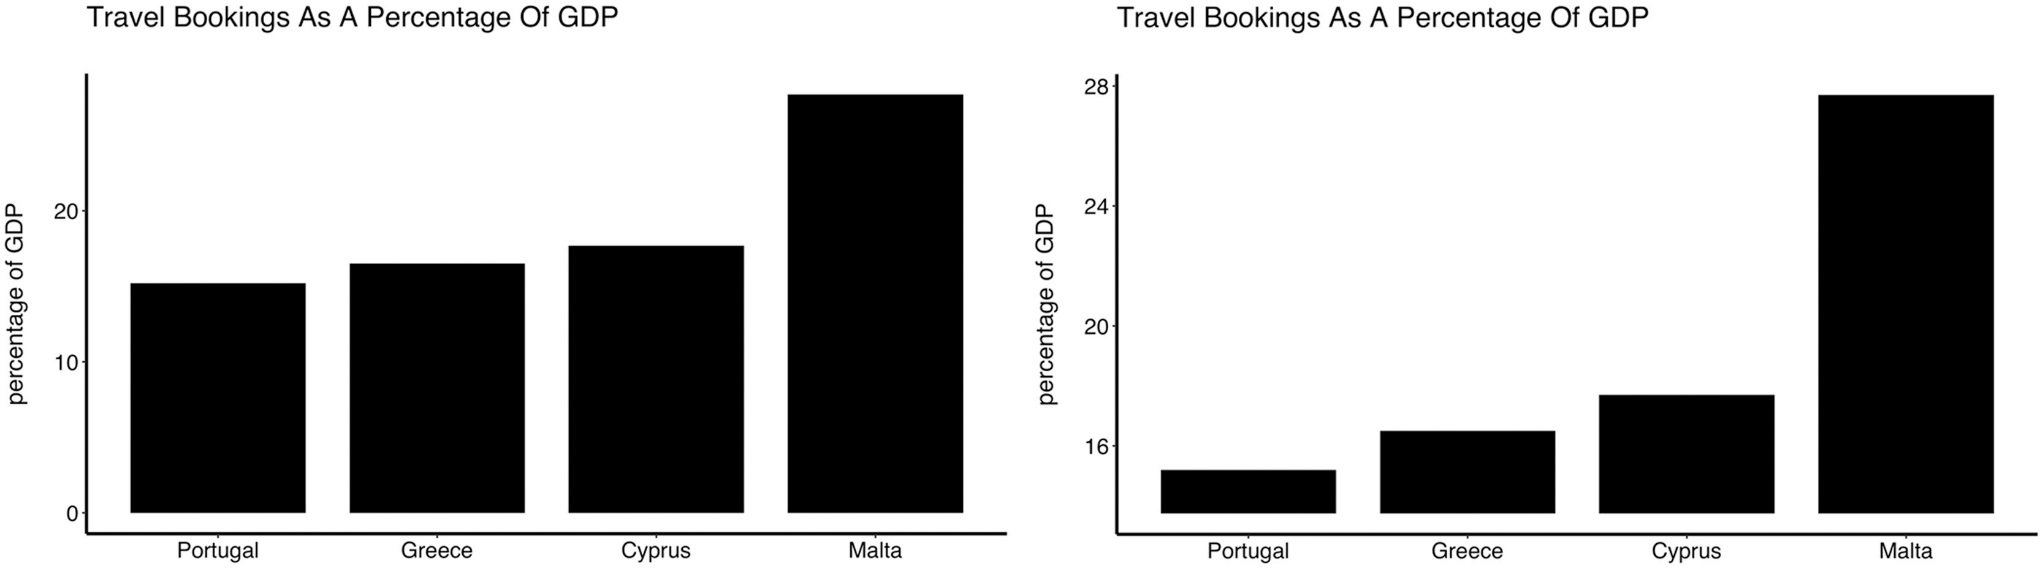 Travel Bookings As A Percentage Of GDP
percentage of GDP
20
10
0
Portugal Greece Cyprus Malta
Travel Bookings As A Percentage Of GDP
percentage of GDP
28
24
20
16
Portugal Greece Cyprus Malta